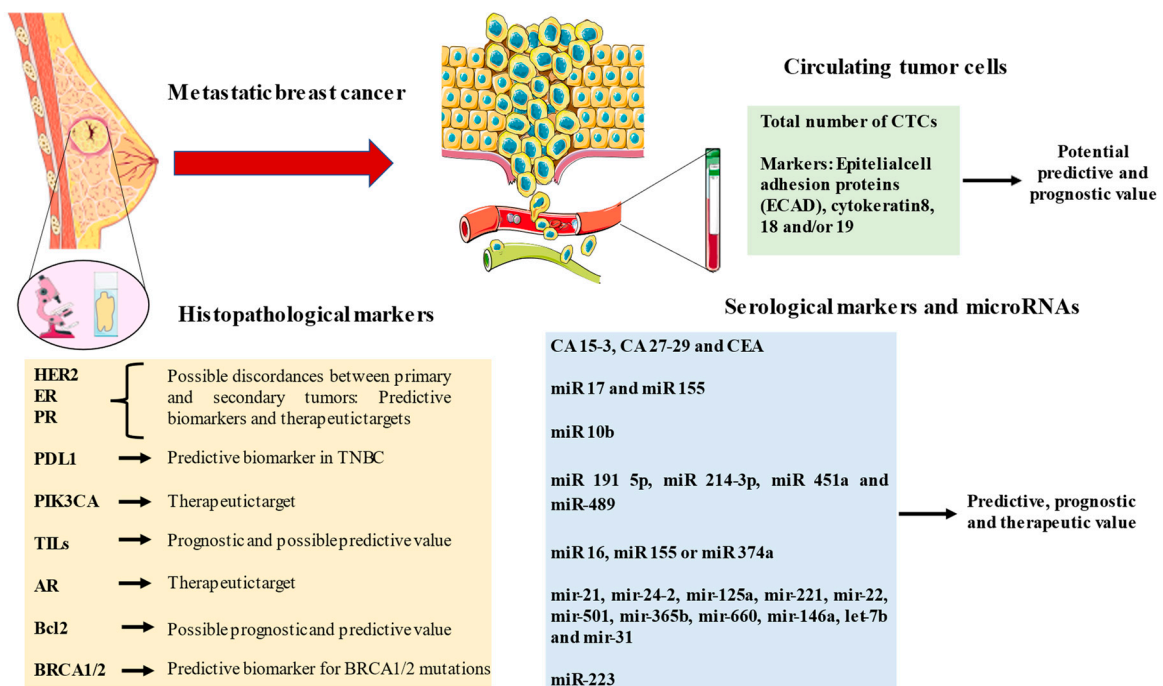 Metastatic breast cancer
Circulating tumor cells
Total number of CTCs
Markers: Epitelialcell
adhesion proteins
(ECAD), cytokeratin8,
18 and/or 19
Potential
predictive and
prognostic value
Histopathological markers
HER2
ER
PR
Possible discordances between primary
and secondary tumors: Predictive
biomarkers and therapeutictargets
PDL1
Predictive biomarker in TNBC
PIK3CA
Therapeutictarget
TILs
Prognostic and possible predictive value
AR
Therapeutictarget
Bcl2
Possible prognostic and predictive value
BRCA1/2
Predictive biomarker for BRCA1/2 mutations
Serological markers and microRNAs
CA 15-3, CA 27-29 and CEA
miR 17 and miR 155
miR 10b
miR 191 5p, miR 214-3p, miR 451a and
miR-489
miR 16, miR 155 or miR 374a
mir-21, mir-24-2, mir-125a, mir-221, mir-22,
mir-501, mir-365b, mir-660, mir-146a, let-7b
and mir-31
miR-223
Predictive, prognostic
and therapeutic value